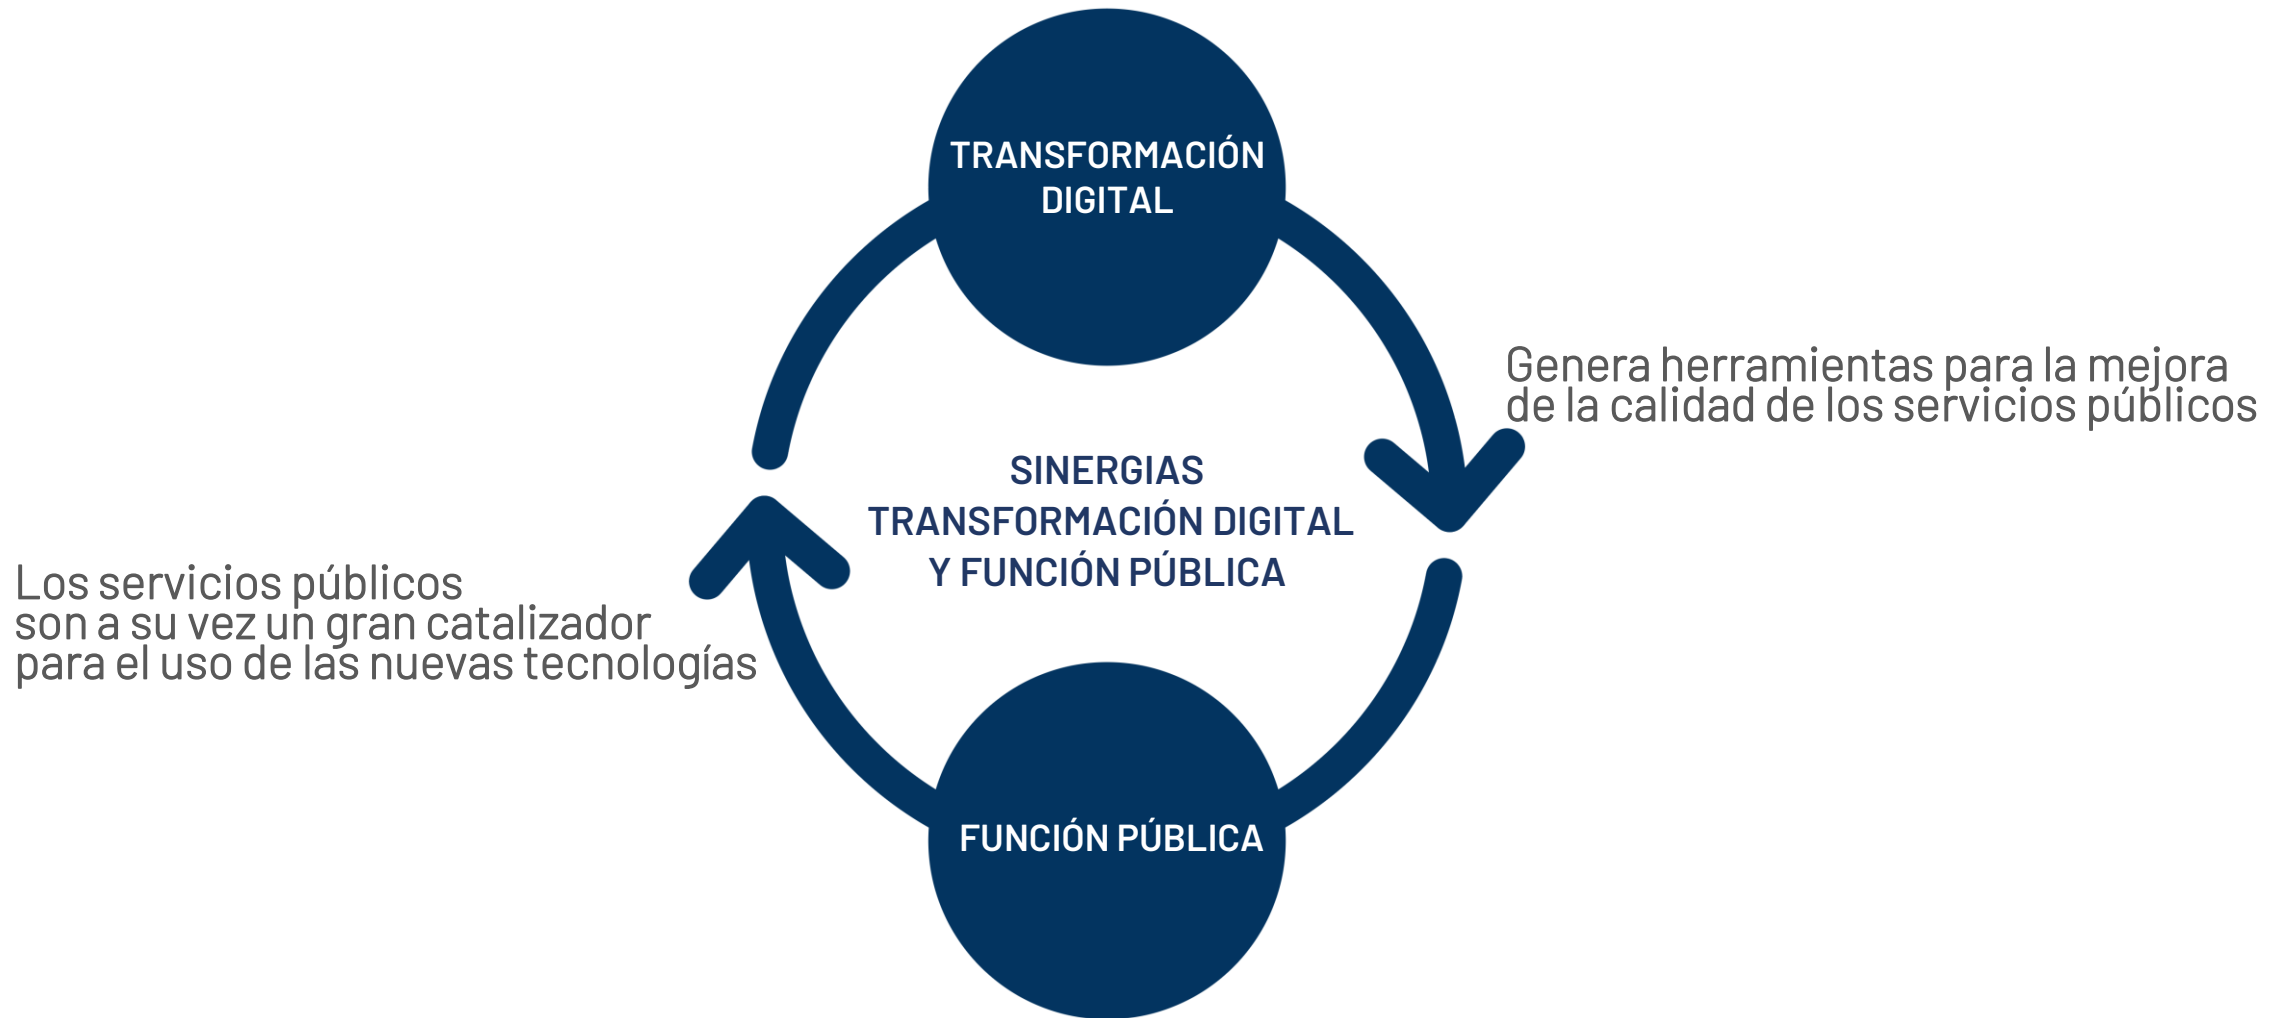 TRANSFORMACIÓN
DIGITAL
Genera herramientas para la mejora
de la calidad de los servicios públicos
SINERGIAS
TRANSFORMACIÓN DIGITAL
Y FUNCIÓN PÚBLICA
Los servicios públicos
son a su vez un gran catalizador
para el uso de las nuevas tecnologías
FUNCIÓN PÚBLICA